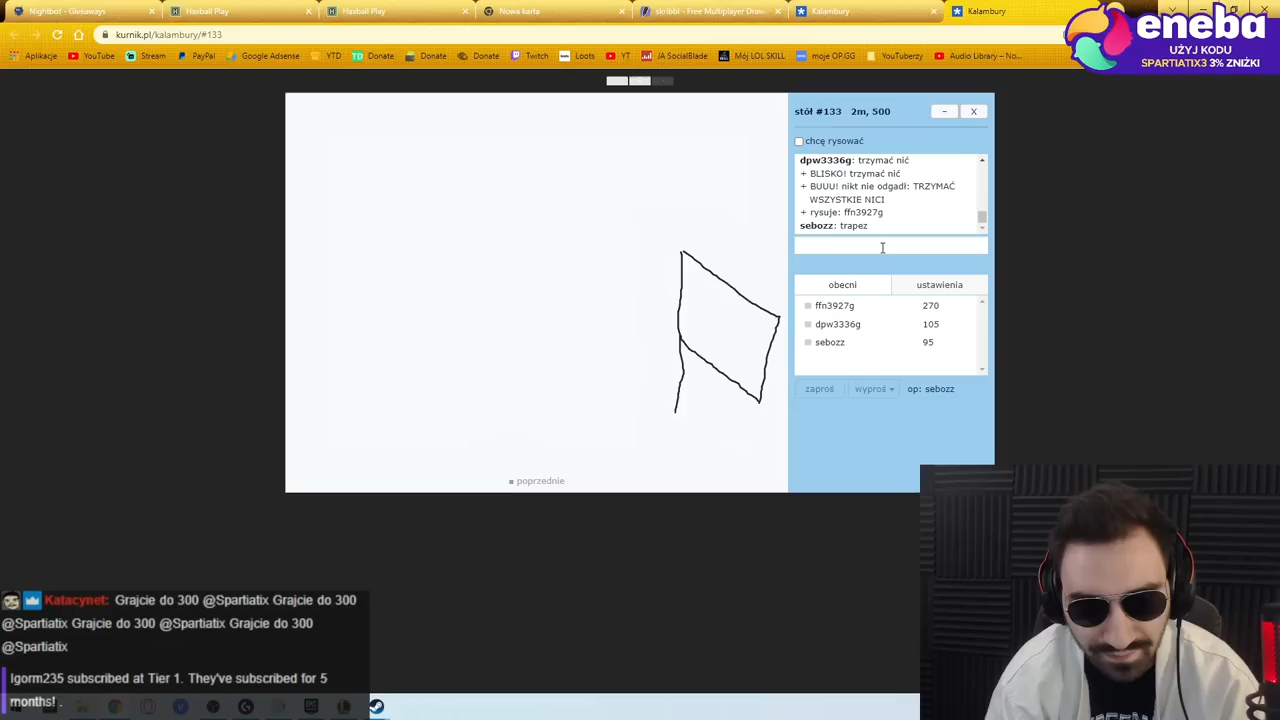 Nightbot - Giveaways
Haxball Play
Haxball Play
Nowa karta
skribbl - Free Multiplayer Draw
Kalambury
Kalambury
kurnik.pl/kalambury/#133
eneba
UŻYJ KODU
SPARTIATIX3 3% ZNIŻKI
Aplikacje
YouTube
Stream
PayPal
Google Adsense
YTD
Donate
Donate
Donate
Twitch
Loots
YT
JA SocialBlade
Mój LOL SKILL
moje OP.GG
YouTuberzy
Audio Library – No...
stół #133 2m, 500
–
X
chcę rysować
dpw3336g: trzymać nić
+ BLISKO! trzymać nić
+ BUUU! nikt nie odgadł: TRZYMAĆ
WSZYSTKIE NICI
+ rysuje: ffn3927g
sebozz: trapez
obecni
ustawienia
ffn3927g 270
dpw3336g 105
sebozz 95
zaproś
wyproś
op: sebozz
poprzednie
Katacynet: Grajcie do 300 @Spartiatix Grajcie do 300
@Spartiatix Grajcie do 300 @Spartiatix Grajcie do 300
@Spartiatix
Igorm235 subscribed at Tier 1. They've subscribed for 5
months!